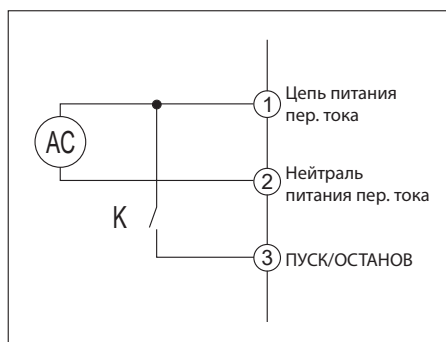 1 Цепь питания
пер. тока
AC
2 Нейтраль
питания пер. тока
K
3 ПУСК/ОСТАНОВ